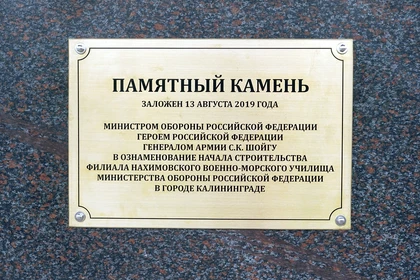 ПАМЯТНЫЙ КАМЕНЬ
ЗАЛОЖЕН 13 АВГУСТА 2019 ГОДА
МИНИСТРОМ ОБОРОНЫ РОССИЙСКОЙ ФЕДЕРАЦИИ
ГЕРОЕМ РОССИЙСКОЙ ФЕДЕРАЦИИ
ГЕНЕРАЛОМ АРМИИ С.К. ШОЙГУ
В ОЗНАМЕНОВАНИЕ НАЧАЛА СТРОИТЕЛЬСТВА
ФИЛИАЛА НАХИМОВСКОГО ВОЕННО-МОРСКОГО УЧИЛИЩА
МИНИСТЕРСТВА ОБОРОНЫ РОССИЙСКОЙ ФЕДЕРАЦИИ
В ГОРОДЕ КАЛИНИНГРАДЕ